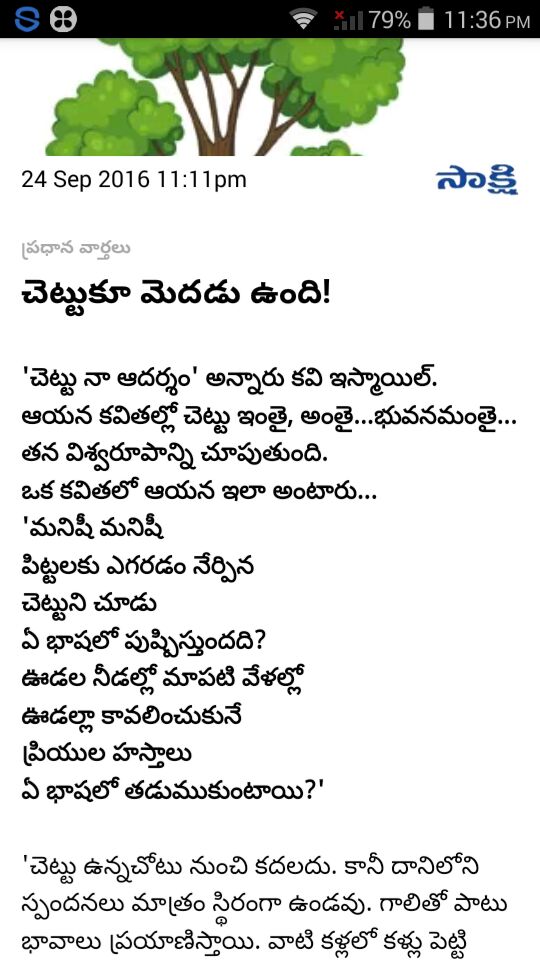 79% 11:36 PM
24 Sep 2016 11:11pm
సాక్షి
ప్రధాన వార్తలు
చెట్టుకూ మెదడు ఉంది!
'చెట్టు నా ఆదర్శం' అన్నారు కవి ఇస్మాయిల్.
ఆయన కవితల్లో చెట్టు ఇంతై, అంతై...భువనమంతై...
తన విశ్వరూపాన్ని చూపుతుంది.
ఒక కవితలో ఆయన ఇలా అంటారు...
'మనిషీ మనిషీ
పిట్టలకు ఎగరడం నేర్పిన
చెట్టుని చూడు
ఏ భాషలో పుష్పిస్తుందది?
ఊడల నీడల్లో మాపటి వేళల్లో
ఊడల్లా కావలించుకునే
ప్రియుల హస్తాలు
ఏ భాషలో తడుముకుంటాయి?'
'చెట్టు ఉన్నచోటు నుంచి కదలదు. కానీ దానిలోని
స్పందనలు మాత్రం స్థిరంగా ఉండవు. గాలితో పాటు
భావాలు ప్రయాణిస్తాయి. వాటి కళ్లలో కళ్లు పెట్టి